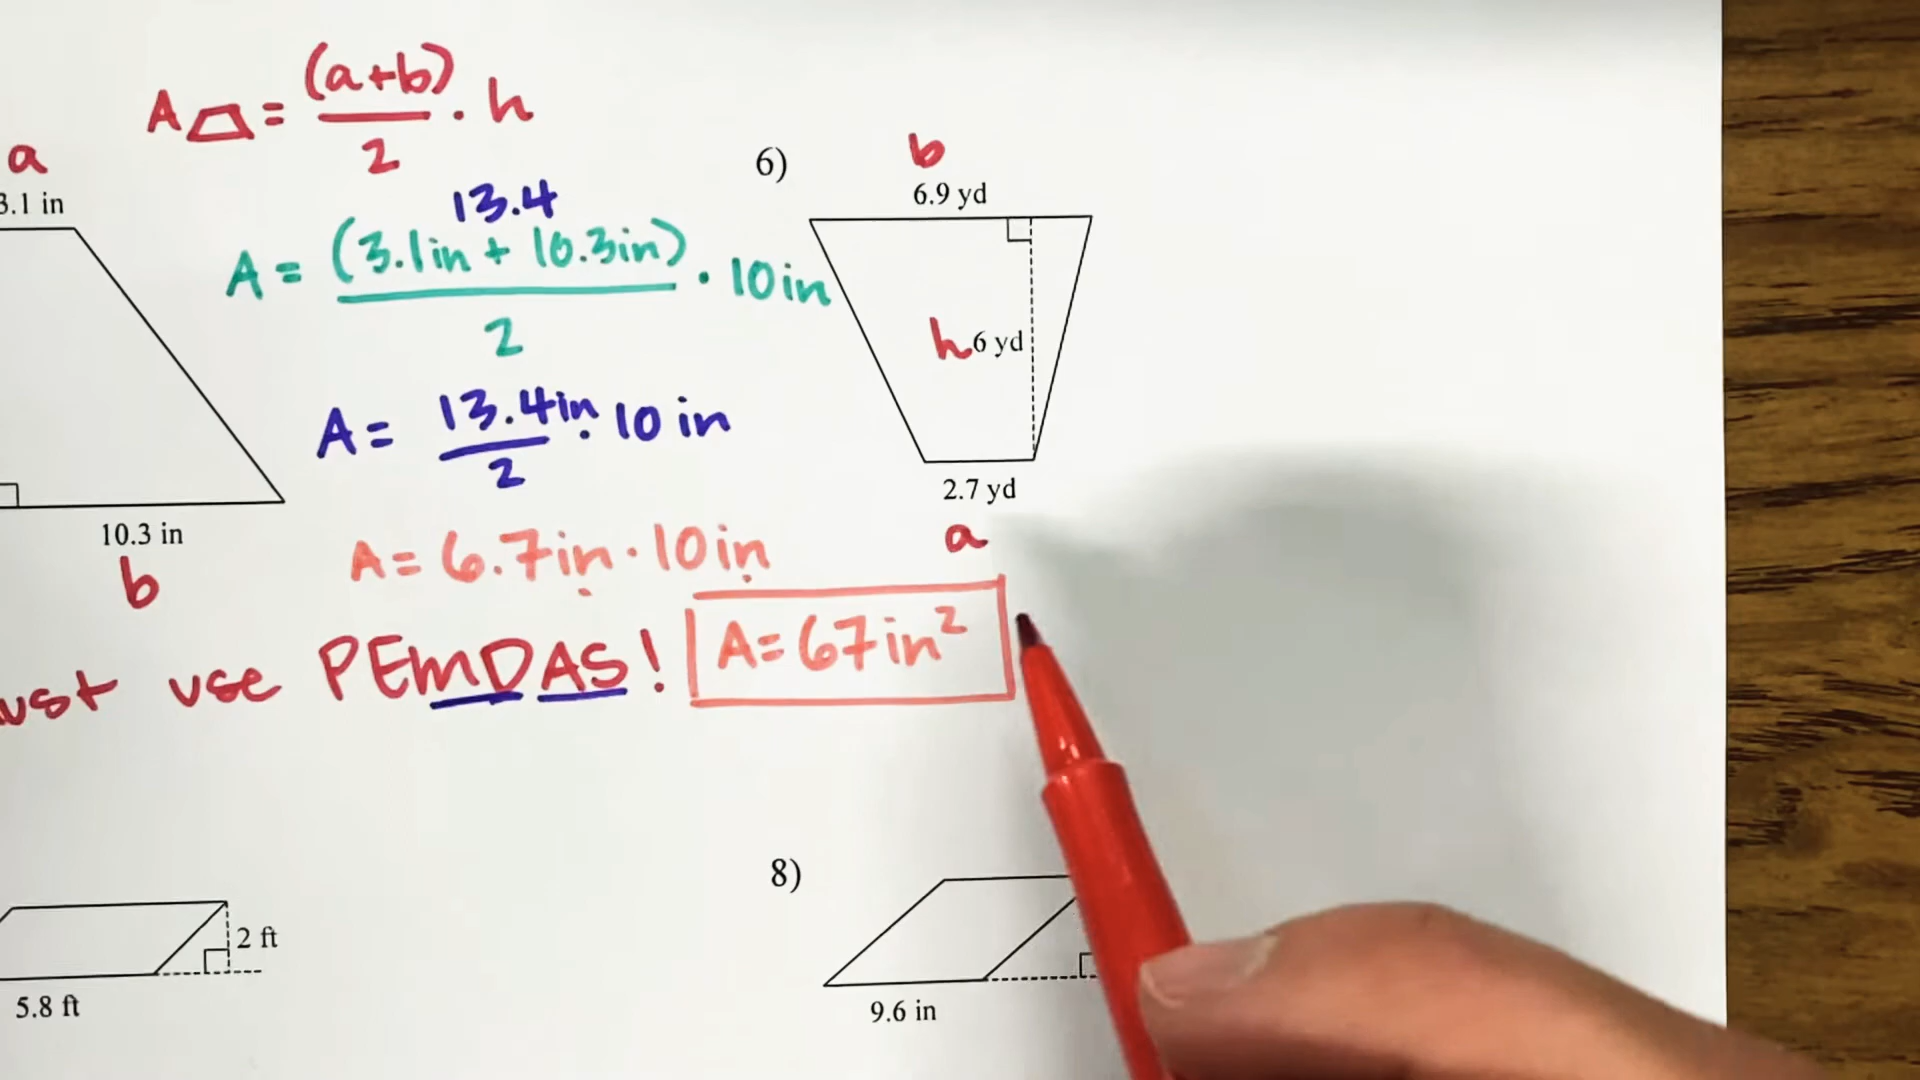 A = (a+b) / 2 · h
a
3.1 in
13.4
A = (3.1in + 10.3in) / 2 · 10in
A = 13.4in / 2 · 10 in
10.3 in
b
A = 6.7in · 10in
use PEMDAS!
A = 67in²
6)
b
6.9 yd
h 6 yd
2.7 yd
a
2 ft
5.8 ft
8)
9.6 in